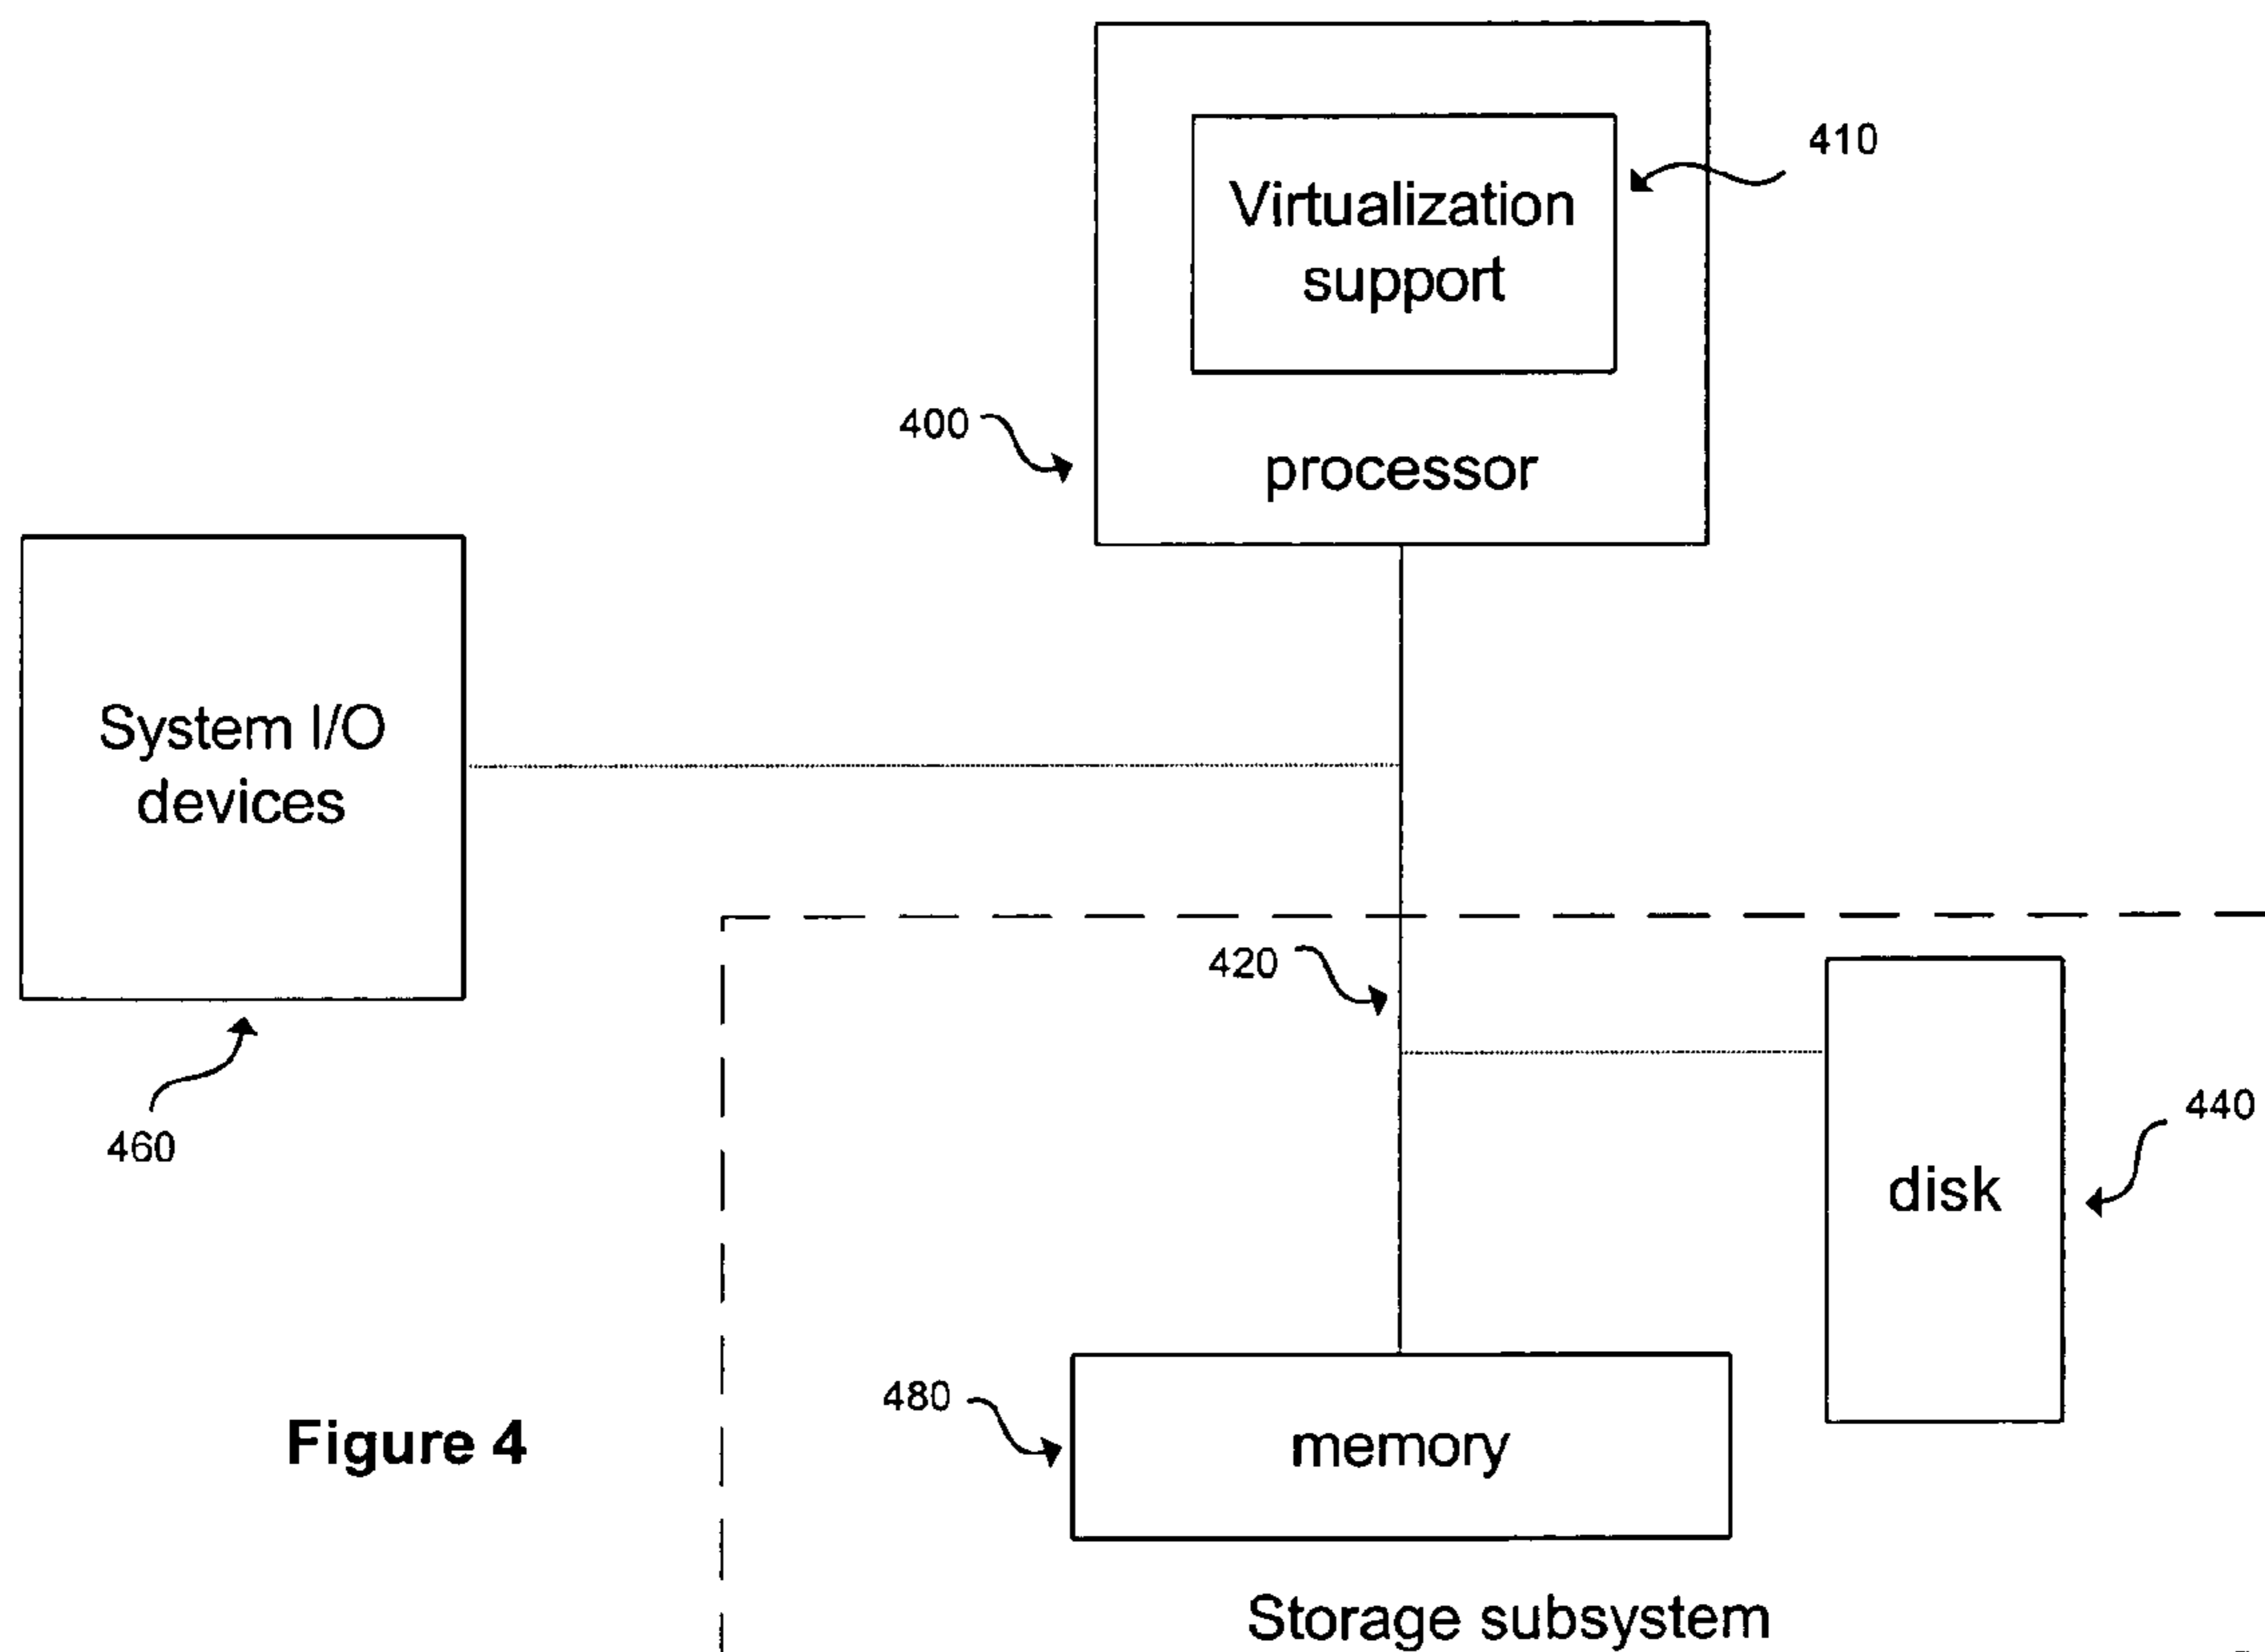 410
Virtualization
support
400
processor
System I/O
devices
420
440
460
disk
480
memory
Figure 4
Storage subsystem